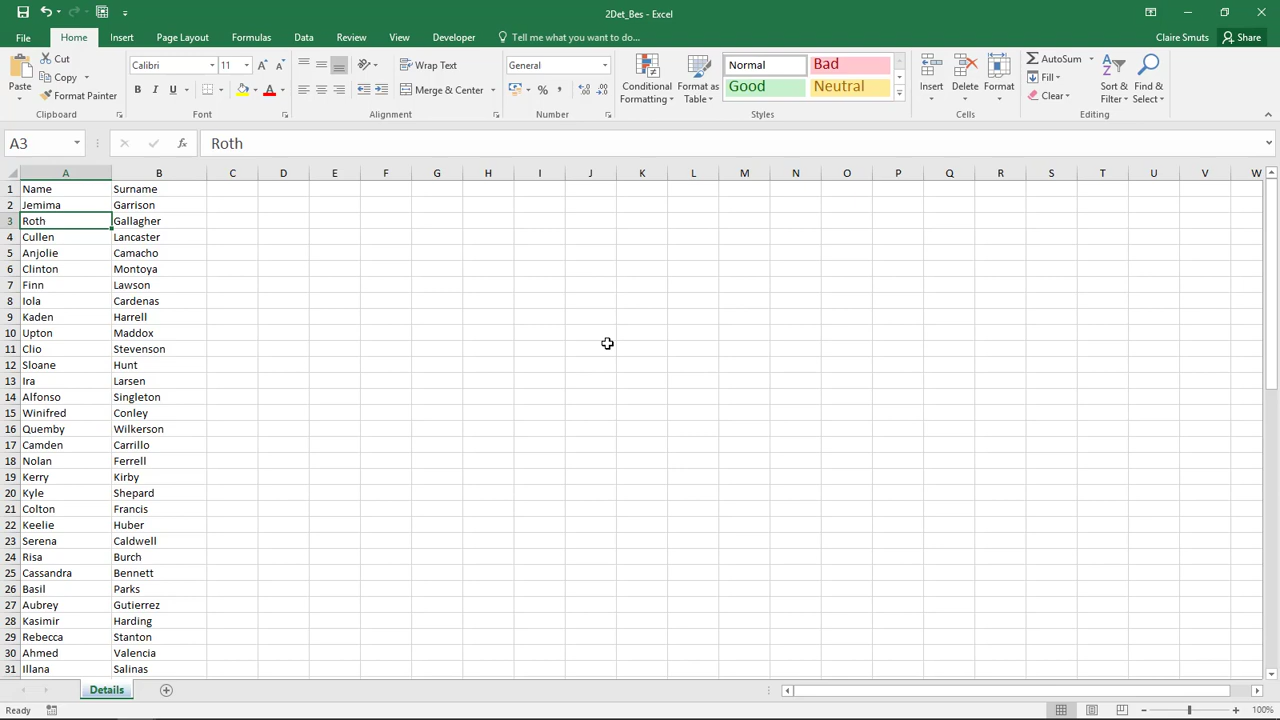 2Det_Bes - Excel
File Home Insert Page Layout Formulas Data Review View Developer Tell me what you want to do... Claire Smuts Share
Paste Cut Copy Format Painter Clipboard
Calibri 11 B I U A Font
Wrap Text Merge & Center Alignment
General % , Number
Conditional Formatting Format as Table Normal Bad Good Neutral Styles
Insert Delete Format Cells
AutoSum Fill Clear Sort & Filter Find & Select Editing
A3 fx Roth
A B C D E F G H I J K L M N O P Q R S T U V W
1 Name Surname
2 Jemima Garrison
3 Roth Gallagher
4 Cullen Lancaster
5 Anjolie Camacho
6 Clinton Montoya
7 Finn Lawson
8 Iola Cardenas
9 Kaden Harrell
10 Upton Maddox
11 Clio Stevenson
12 Sloane Hunt
13 Ira Larsen
14 Alfonso Singleton
15 Winifred Conley
16 Quemby Wilkerson
17 Camden Carrillo
18 Nolan Ferrell
19 Kerry Kirby
20 Kyle Shepard
21 Colton Francis
22 Keelie Huber
23 Serena Caldwell
24 Risa Burch
25 Cassandra Bennett
26 Basil Parks
27 Aubrey Gutierrez
28 Kasimir Harding
29 Rebecca Stanton
30 Ahmed Valencia
31 Illana Salinas
Details
Ready 100%